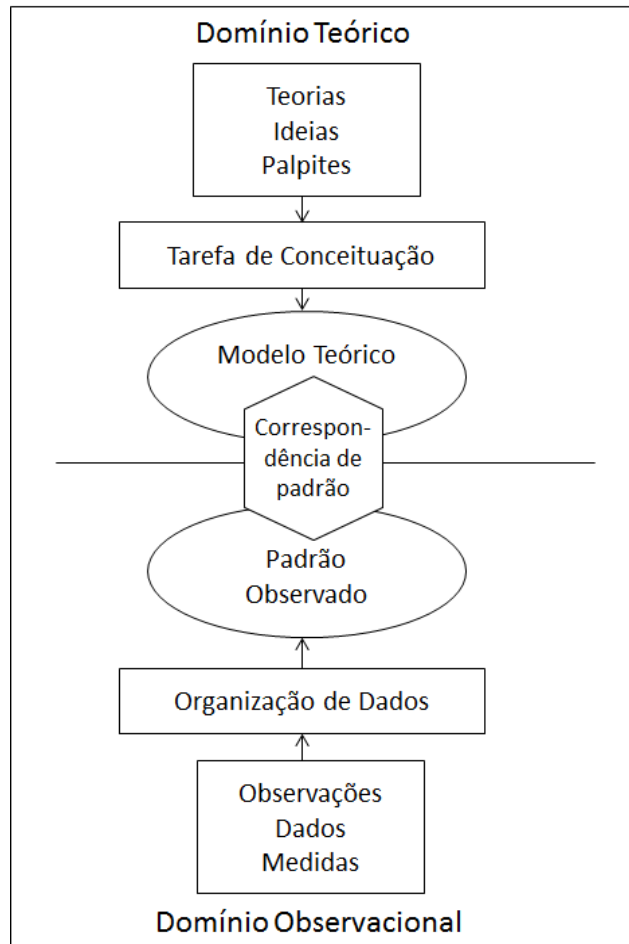 Domínio Teórico
Teorias
Ideias
Palpites
Tarefa de Conceituação
Modelo Teórico
Correspon-
dência de
padrão
Padrão
Observado
Organização de Dados
Observações
Dados
Medidas
Domínio Observacional